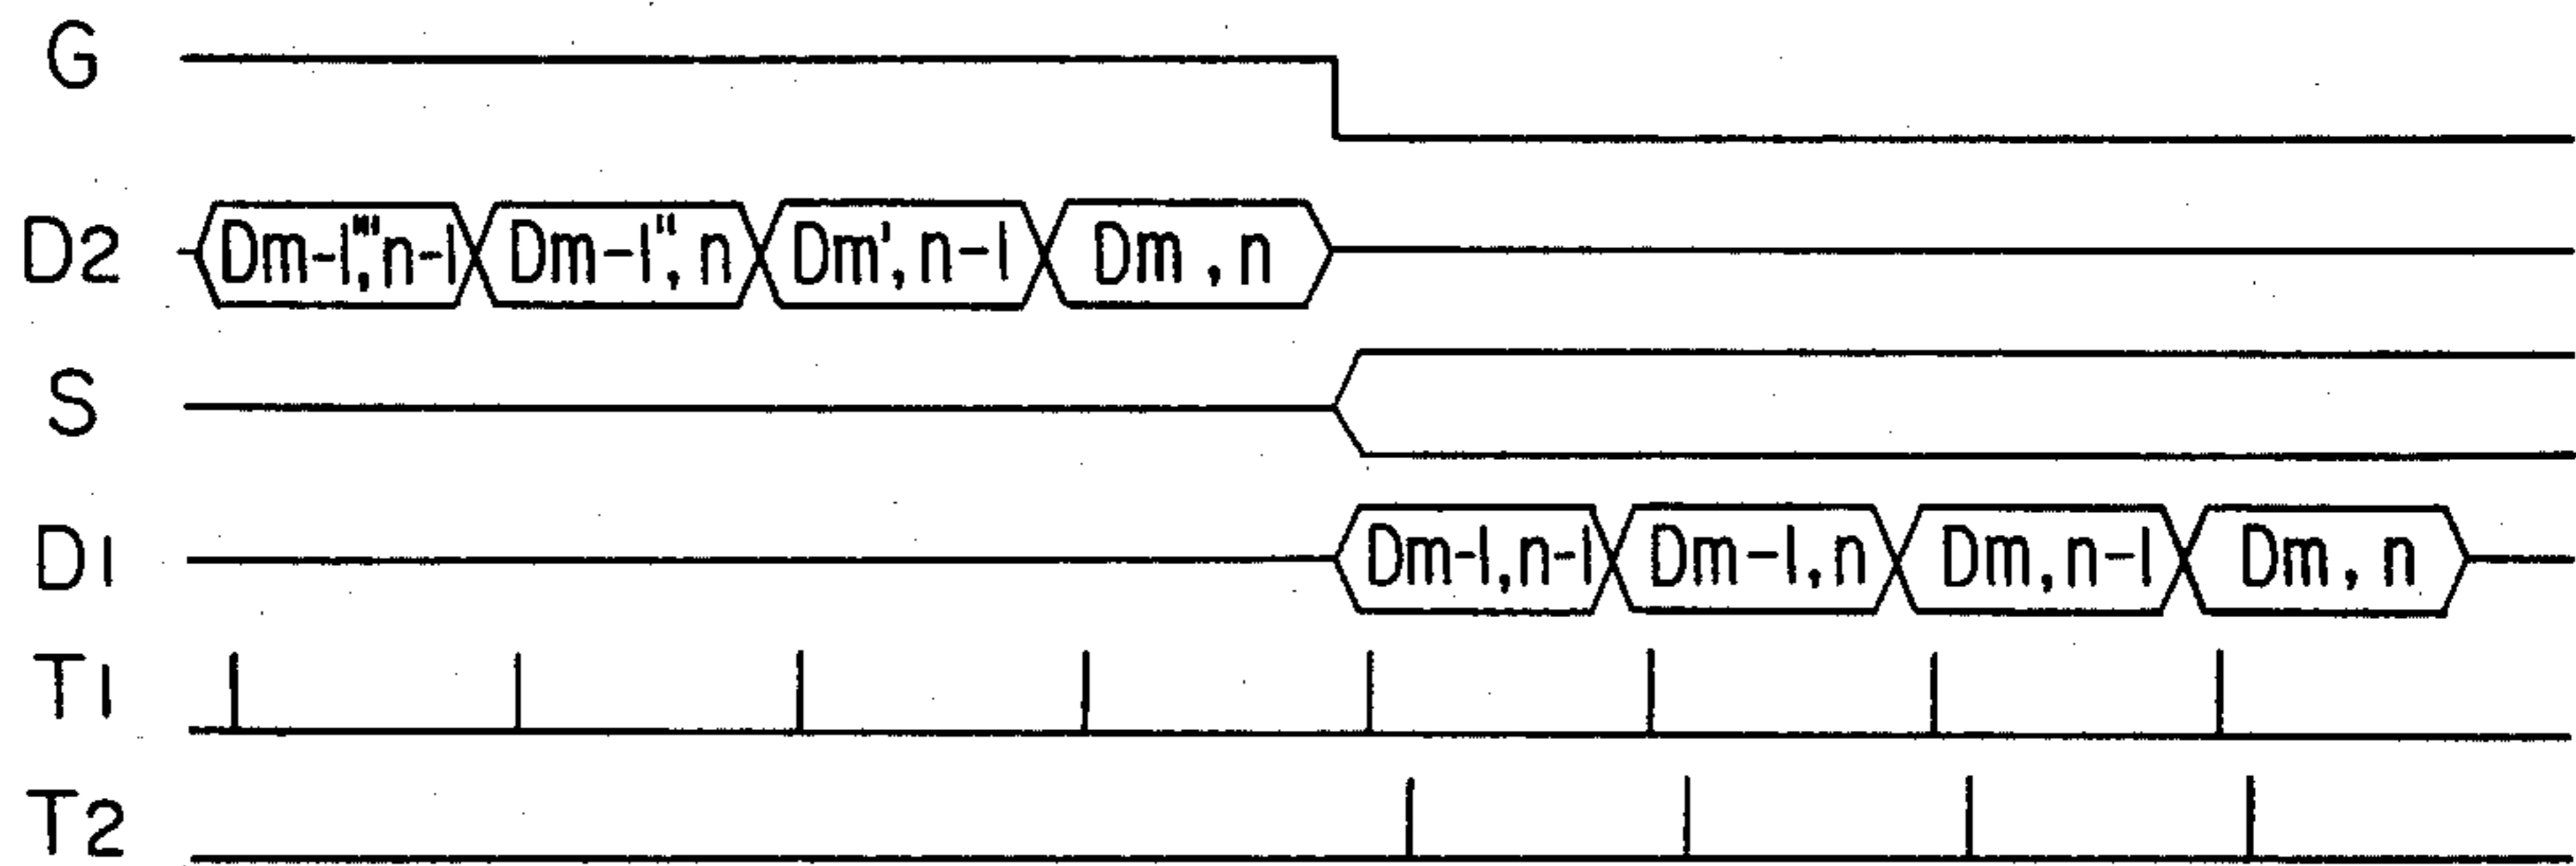 G
D2 Dm-1''',n-1 Dm-1'',n Dm',n-1 Dm,n
S
D1 Dm-1,n-1 Dm-1,n Dm,n-1 Dm,n
T1
T2